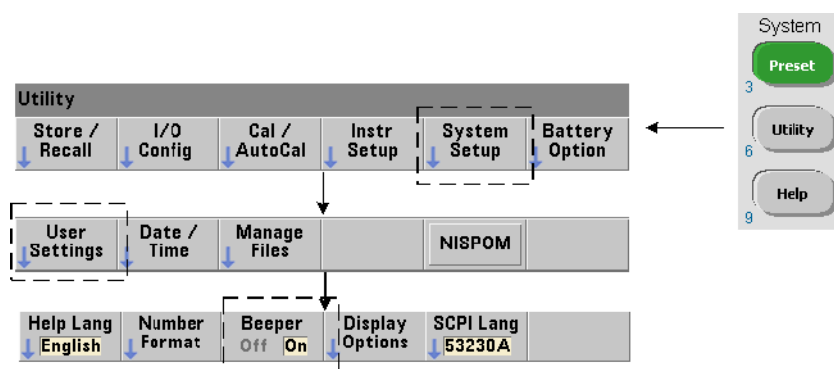 System
Preset
3
Utility
6
Help
9
Utility
Store / Recall
I/O Config
Cal / AutoCal
Instr Setup
System Setup
Battery Option
User Settings
Date / Time
Manage Files
NISPOM
Help Lang English
Number Format
Beeper Off On
Display Options
SCPI Lang 53230A